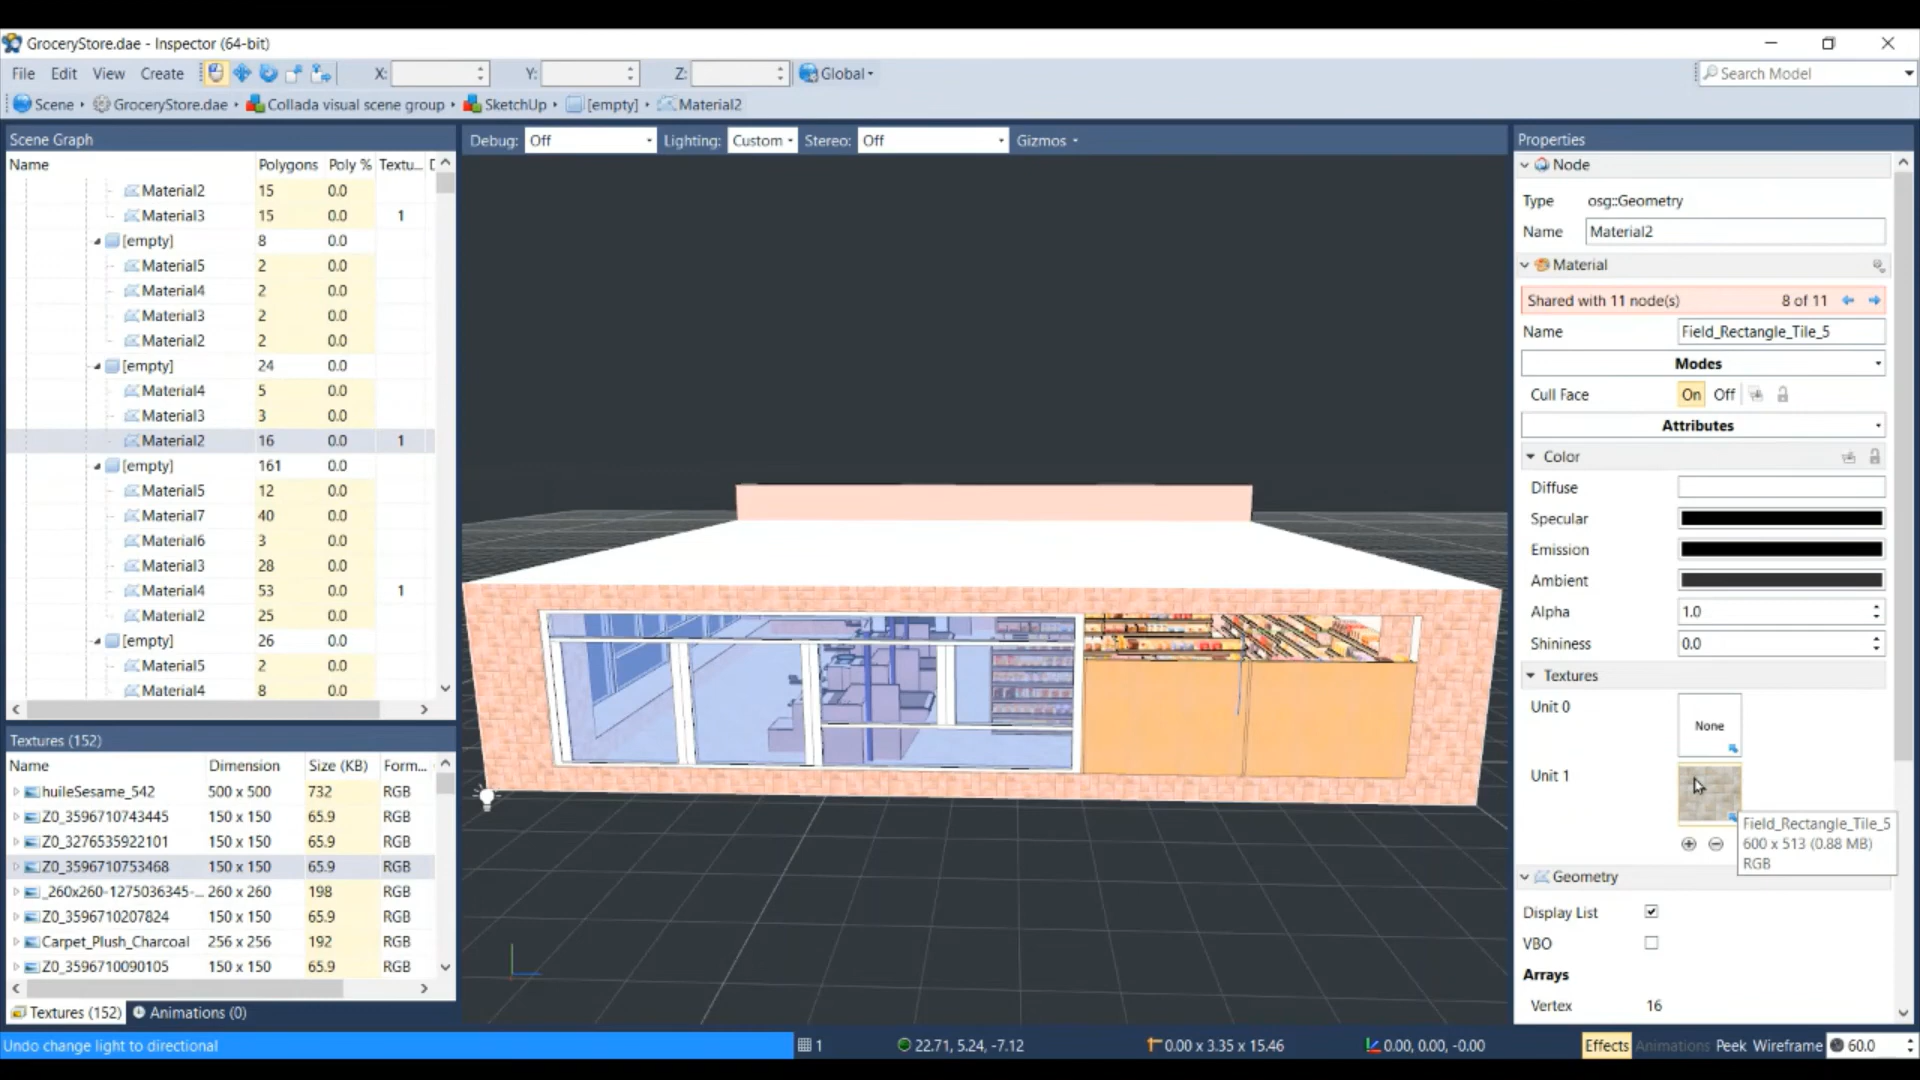 GroceryStore.dae - Inspector (64-bit)
File Edit View Create X: Y: Z: Global Search Model
Scene GroceryStore.dae Collada visual scene group SketchUp [empty] Material2
Scene Graph
Name Polygons Poly % Textu... D
Material2 15 0.0
Material3 15 0.0 1
[empty] 8 0.0
Material5 2 0.0
Material4 2 0.0
Material3 2 0.0
Material2 2 0.0
[empty] 24 0.0
Material4 5 0.0
Material3 3 0.0
Material2 16 0.0 1
[empty] 161 0.0
Material5 12 0.0
Material7 40 0.0
Material6 3 0.0
Material3 28 0.0
Material4 53 0.0 1
Material2 25 0.0
[empty] 26 0.0
Material5 2 0.0
Material4 8 0.0
Textures (152)
Name Dimension Size (KB) Form...
huileSesame_542 500 x 500 732 RGB
Z0_3596710743445 150 x 150 65.9 RGB
Z0_3276535922101 150 x 150 65.9 RGB
Z0_3596710753468 150 x 150 65.9 RGB
_260x260-1275036345-... 260 x 260 198 RGB
Z0_3596710207824 150 x 150 65.9 RGB
Carpet_Plush_Charcoal 256 x 256 192 RGB
Z0_3596710090105 150 x 150 65.9 RGB
Textures (152) Animations (0)
Debug: Off Lighting: Custom Stereo: Off Gizmos
Properties
Node
Type osg::Geometry
Name Material2
Material
Shared with 11 node(s) 8 of 11
Name Field_Rectangle_Tile_5
Modes
Cull Face On Off
Attributes
Color
Diffuse
Specular
Emission
Ambient
Alpha 1.0
Shininess 0.0
Textures
Unit 0 None
Unit 1
Field_Rectangle_Tile_5
600 x 513 (0.88 MB)
RGB
Geometry
Display List
VBO
Arrays
Vertex 16
Undo change light to directional 1 22.71, 5.24, -7.12 0.00 x 3.35 x 15.46 0.00, 0.00, -0.00 Effects Animations Peek Wireframe 60.0